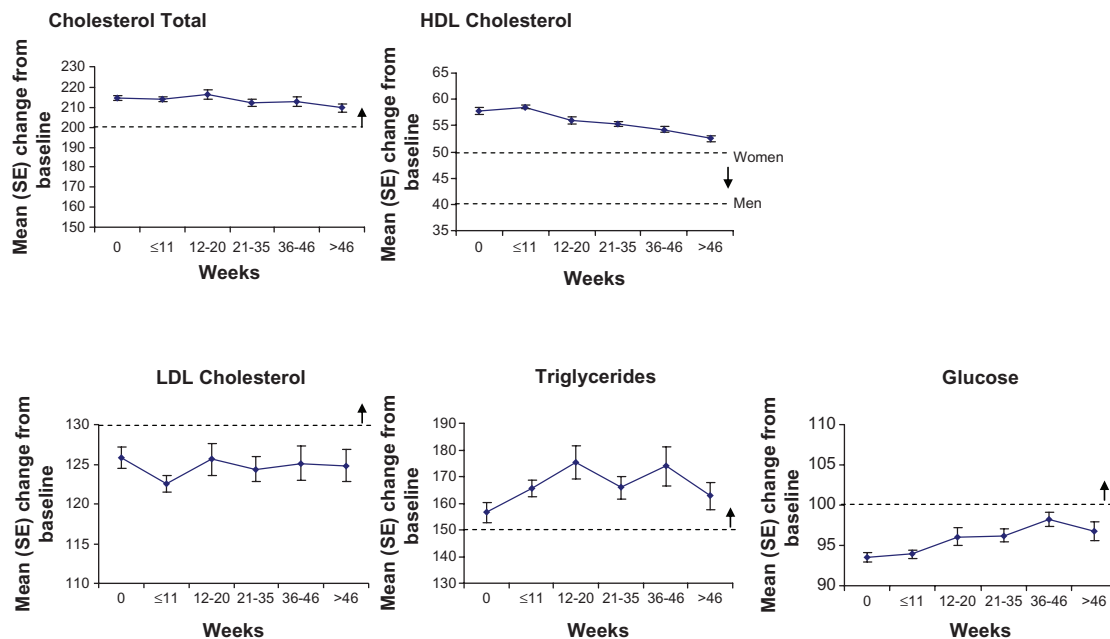 Cholesterol Total
Mean (SE) change from
baseline
230
220
210
200
190
180
170
160
150
0 ≤11 12-20 21-35 36-46 >46
Weeks
HDL Cholesterol
Mean (SE) change from
baseline
65
60
55
50
45
40
35
Women
Men
0 ≤11 12-20 21-35 36-46 >46
Weeks
LDL Cholesterol
Mean (SE) change from
baseline
130
125
120
115
110
0 ≤11 12-20 21-35 36-46 >46
Weeks
Triglycerides
Mean (SE) change from
baseline
190
180
170
160
150
140
130
0 ≤11 12-20 21-35 36-46 >46
Weeks
Glucose
Mean (SE) change from
baseline
110
105
100
95
90
0 ≤11 12-20 21-35 36-46 >46
Weeks